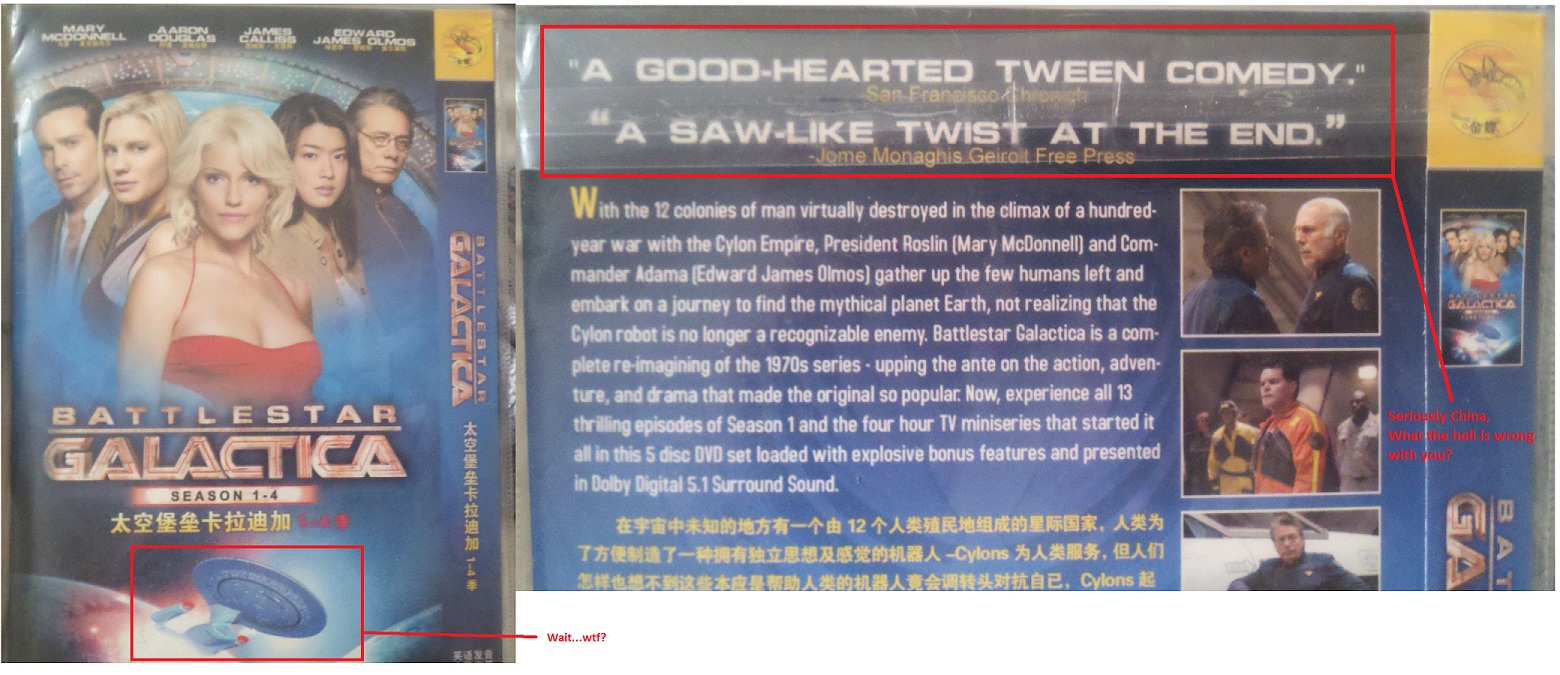 MARY
MCDONNELL
AARON
DOUGLAS
JAMES
CALLISS
EDWARD
JAMES OLMOS
BATTLESTAR
GALACTICA
SEASON 1-4
太空堡垒卡拉迪加 1-4 季
BATTLESTAR
GALACTICA
太空堡垒卡拉迪加 1-4 季
英语发音
Wait...wtf?
"A GOOD-HEARTED TWEEN COMEDY."
San Francisco Chronich
“A SAW-LIKE TWIST AT THE END.”
-Jome Monaghis Geiroit Free Press
With the 12 colonies of man virtually destroyed in the climax of a hundred-
year war with the Cylon Empire, President Roslin (Mary McDonnell) and Com-
mander Adama (Edward James Olmos) gather up the few humans left and
embark on a journey to find the mythical planet Earth, not realizing that the
Cylon robot is no longer a recognizable enemy. Battlestar Galactica is a com-
plete re-imagining of the 1970s series - upping the ante on the action, adven-
ture, and drama that made the original so popular. Now, experience all 13
thrilling episodes of Season 1 and the four hour TV miniseries that started it
all in this 5 disc DVD set loaded with explosive bonus features and presented
in Dolby Digital 5.1 Surround Sound.
在宇宙中未知的地方有一个由 12 个人类殖民地组成的星际国家，人类为
了方便制造了一种拥有独立思想及感觉的机器人 –Cylons 为人类服务，但人们
怎样也想不到这些本应是帮助人类的机器人竟会调转头对抗自已，Cylons 起
金蜂
BATTLESTAR
GALACTICA
Seriously China,
What the hell is wrong
with you?
BAT
GA